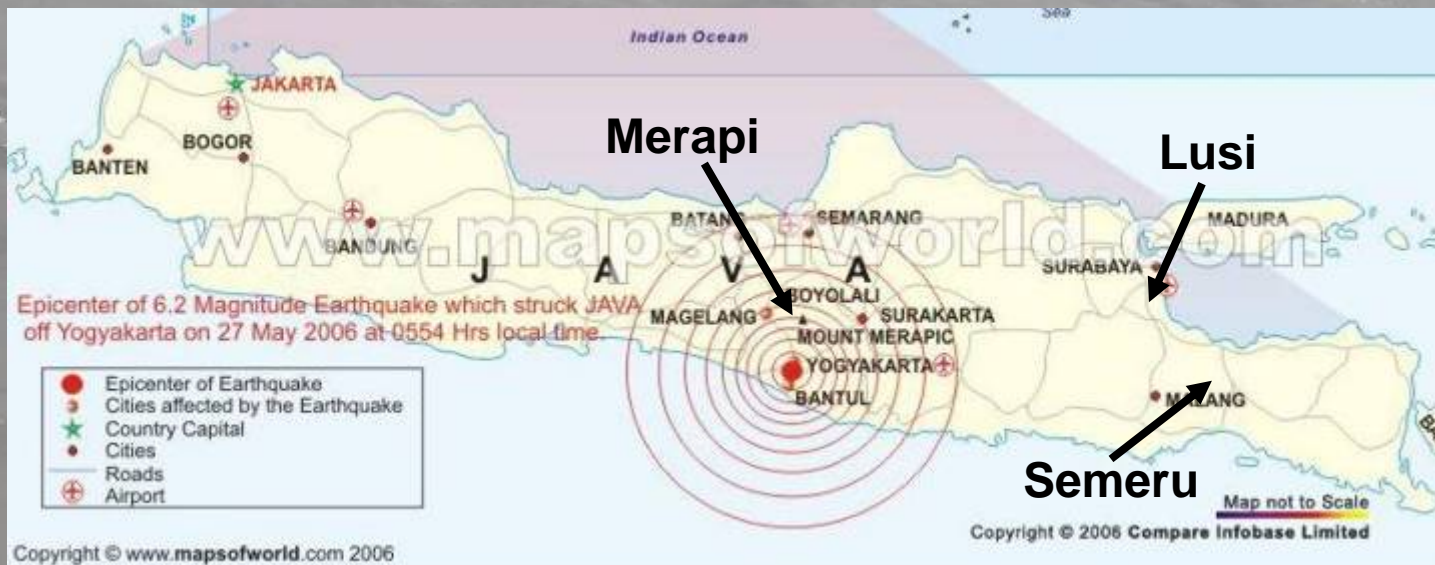 Sea
Indian Ocean
JAKARTA
BOGOR
BANTEN
BANDUNG
Merapi
Lusi
BATANG
SEMARANG
MADURA
www.mapsofworld.com
J A V A
SURABAYA
Epicenter of 6.2 Magnitude Earthquake which struck JAVA
off Yogyakarta on 27 May 2006 at 0554 Hrs local time.
BOYOLALI
MAGELANG
SURAKARTA
MOUNT MERAPIC
YOGYAKARTA
BANTUL
MALANG
Semeru
Epicenter of Earthquake
Cities affected by the Earthquake
Country Capital
Cities
Roads
Airport
Map not to Scale
Copyright © 2006 Compare Infobase Limited
Copyright © www.mapsofworld.com 2006